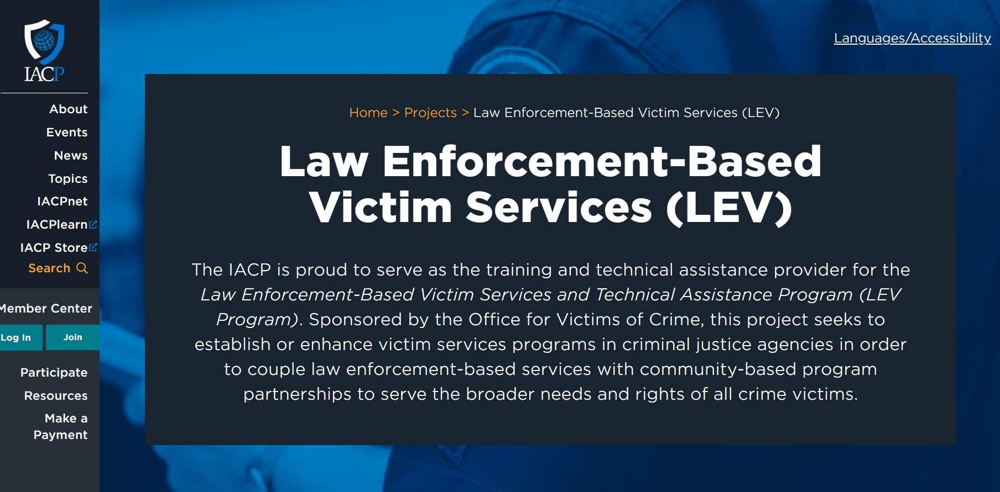 IACP
About
Events
News
Topics
IACPnet
IACPlearn
IACP Store
Search
Member Center
Log In
Join
Participate
Resources
Make a
Payment
Languages/Accessibility
Home > Projects > Law Enforcement-Based Victim Services (LEV)
Law Enforcement-Based
Victim Services (LEV)
The IACP is proud to serve as the training and technical assistance provider for the
Law Enforcement-Based Victim Services and Technical Assistance Program (LEV
Program). Sponsored by the Office for Victims of Crime, this project seeks to
establish or enhance victim services programs in criminal justice agencies in order
to couple law enforcement-based services with community-based program
partnerships to serve the broader needs and rights of all crime victims.